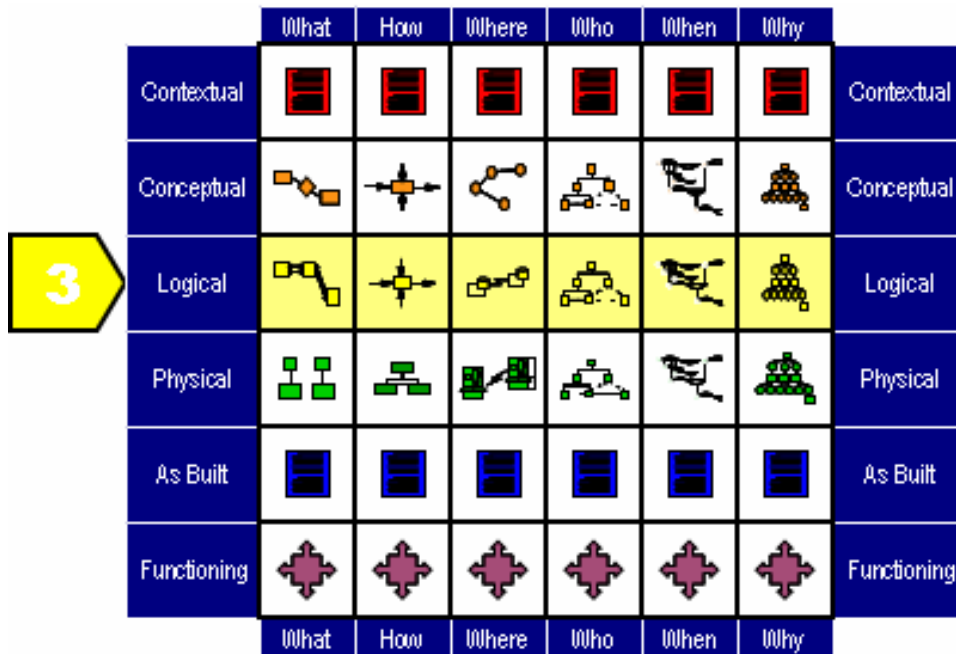 What How Where Who When Why
Contextual Contextual
Conceptual Conceptual
3 Logical Logical
Physical Physical
As Built As Built
Functioning Functioning
What How Where Who When Why